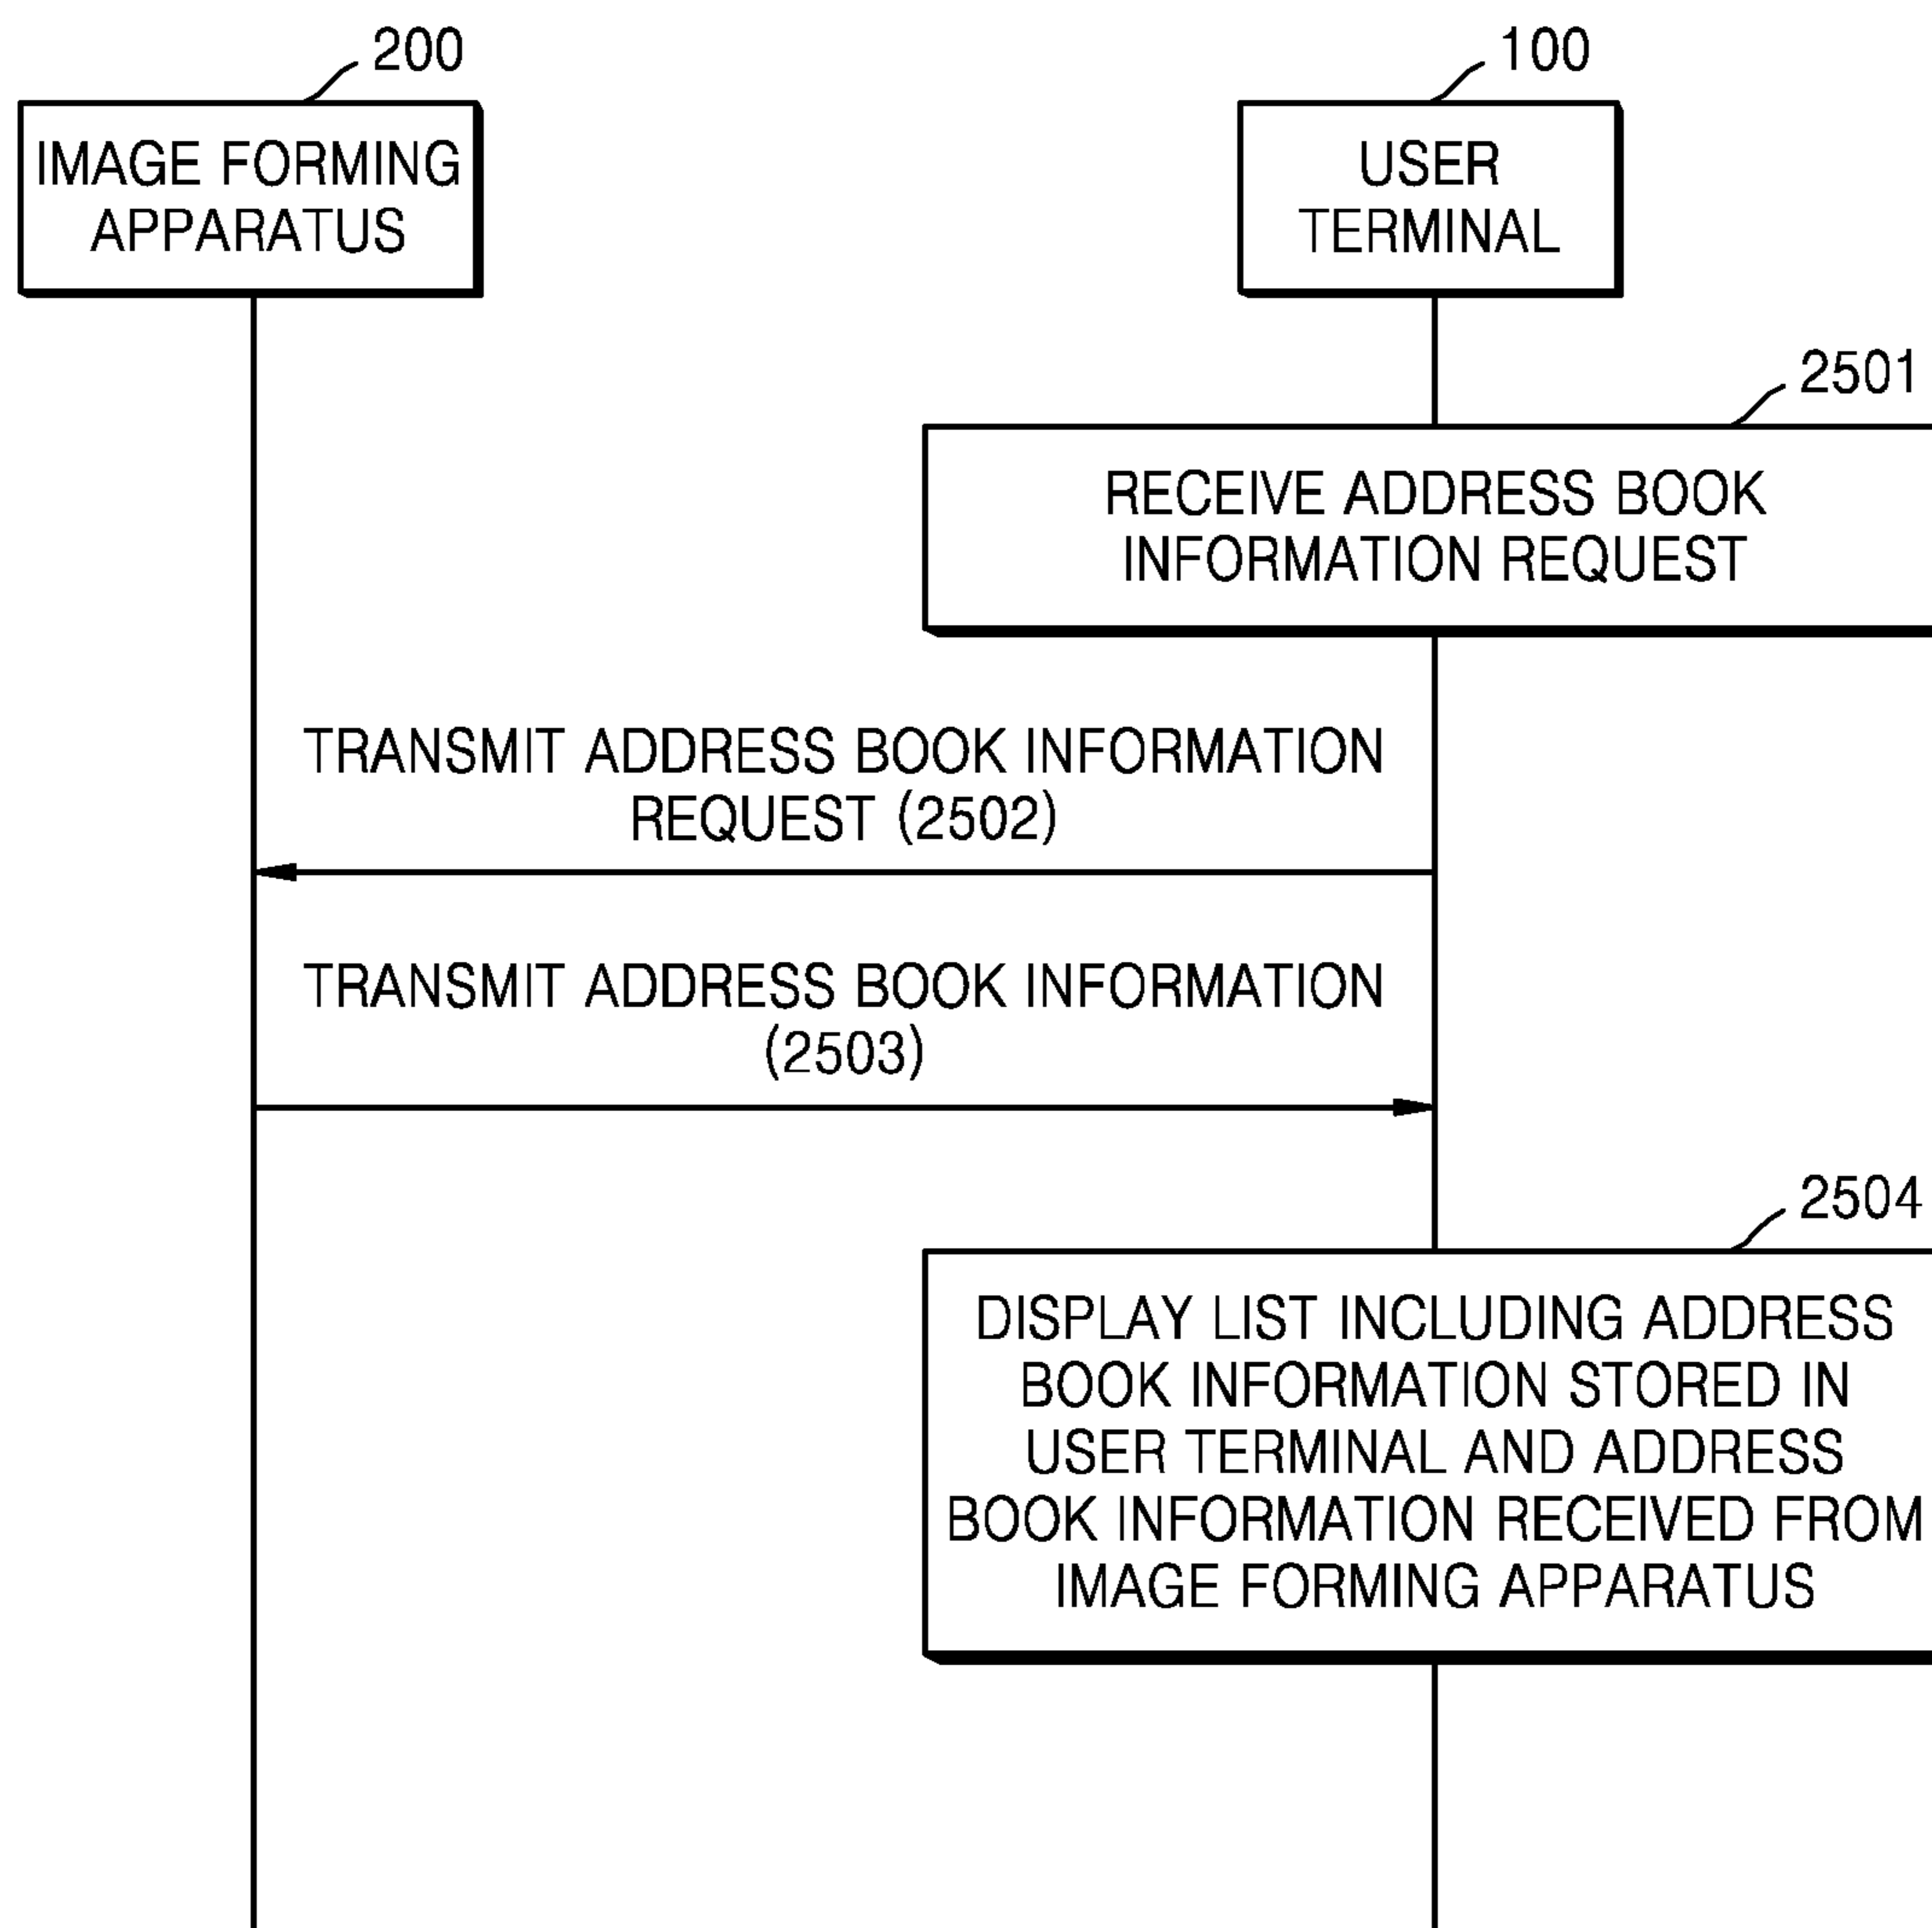 200
100
IMAGE FORMING
APPARATUS
USER
TERMINAL
2501
RECEIVE ADDRESS BOOK
INFORMATION REQUEST
TRANSMIT ADDRESS BOOK INFORMATION
REQUEST (2502)
TRANSMIT ADDRESS BOOK INFORMATION
(2503)
2504
DISPLAY LIST INCLUDING ADDRESS
BOOK INFORMATION STORED IN
USER TERMINAL AND ADDRESS
BOOK INFORMATION RECEIVED FROM
IMAGE FORMING APPARATUS